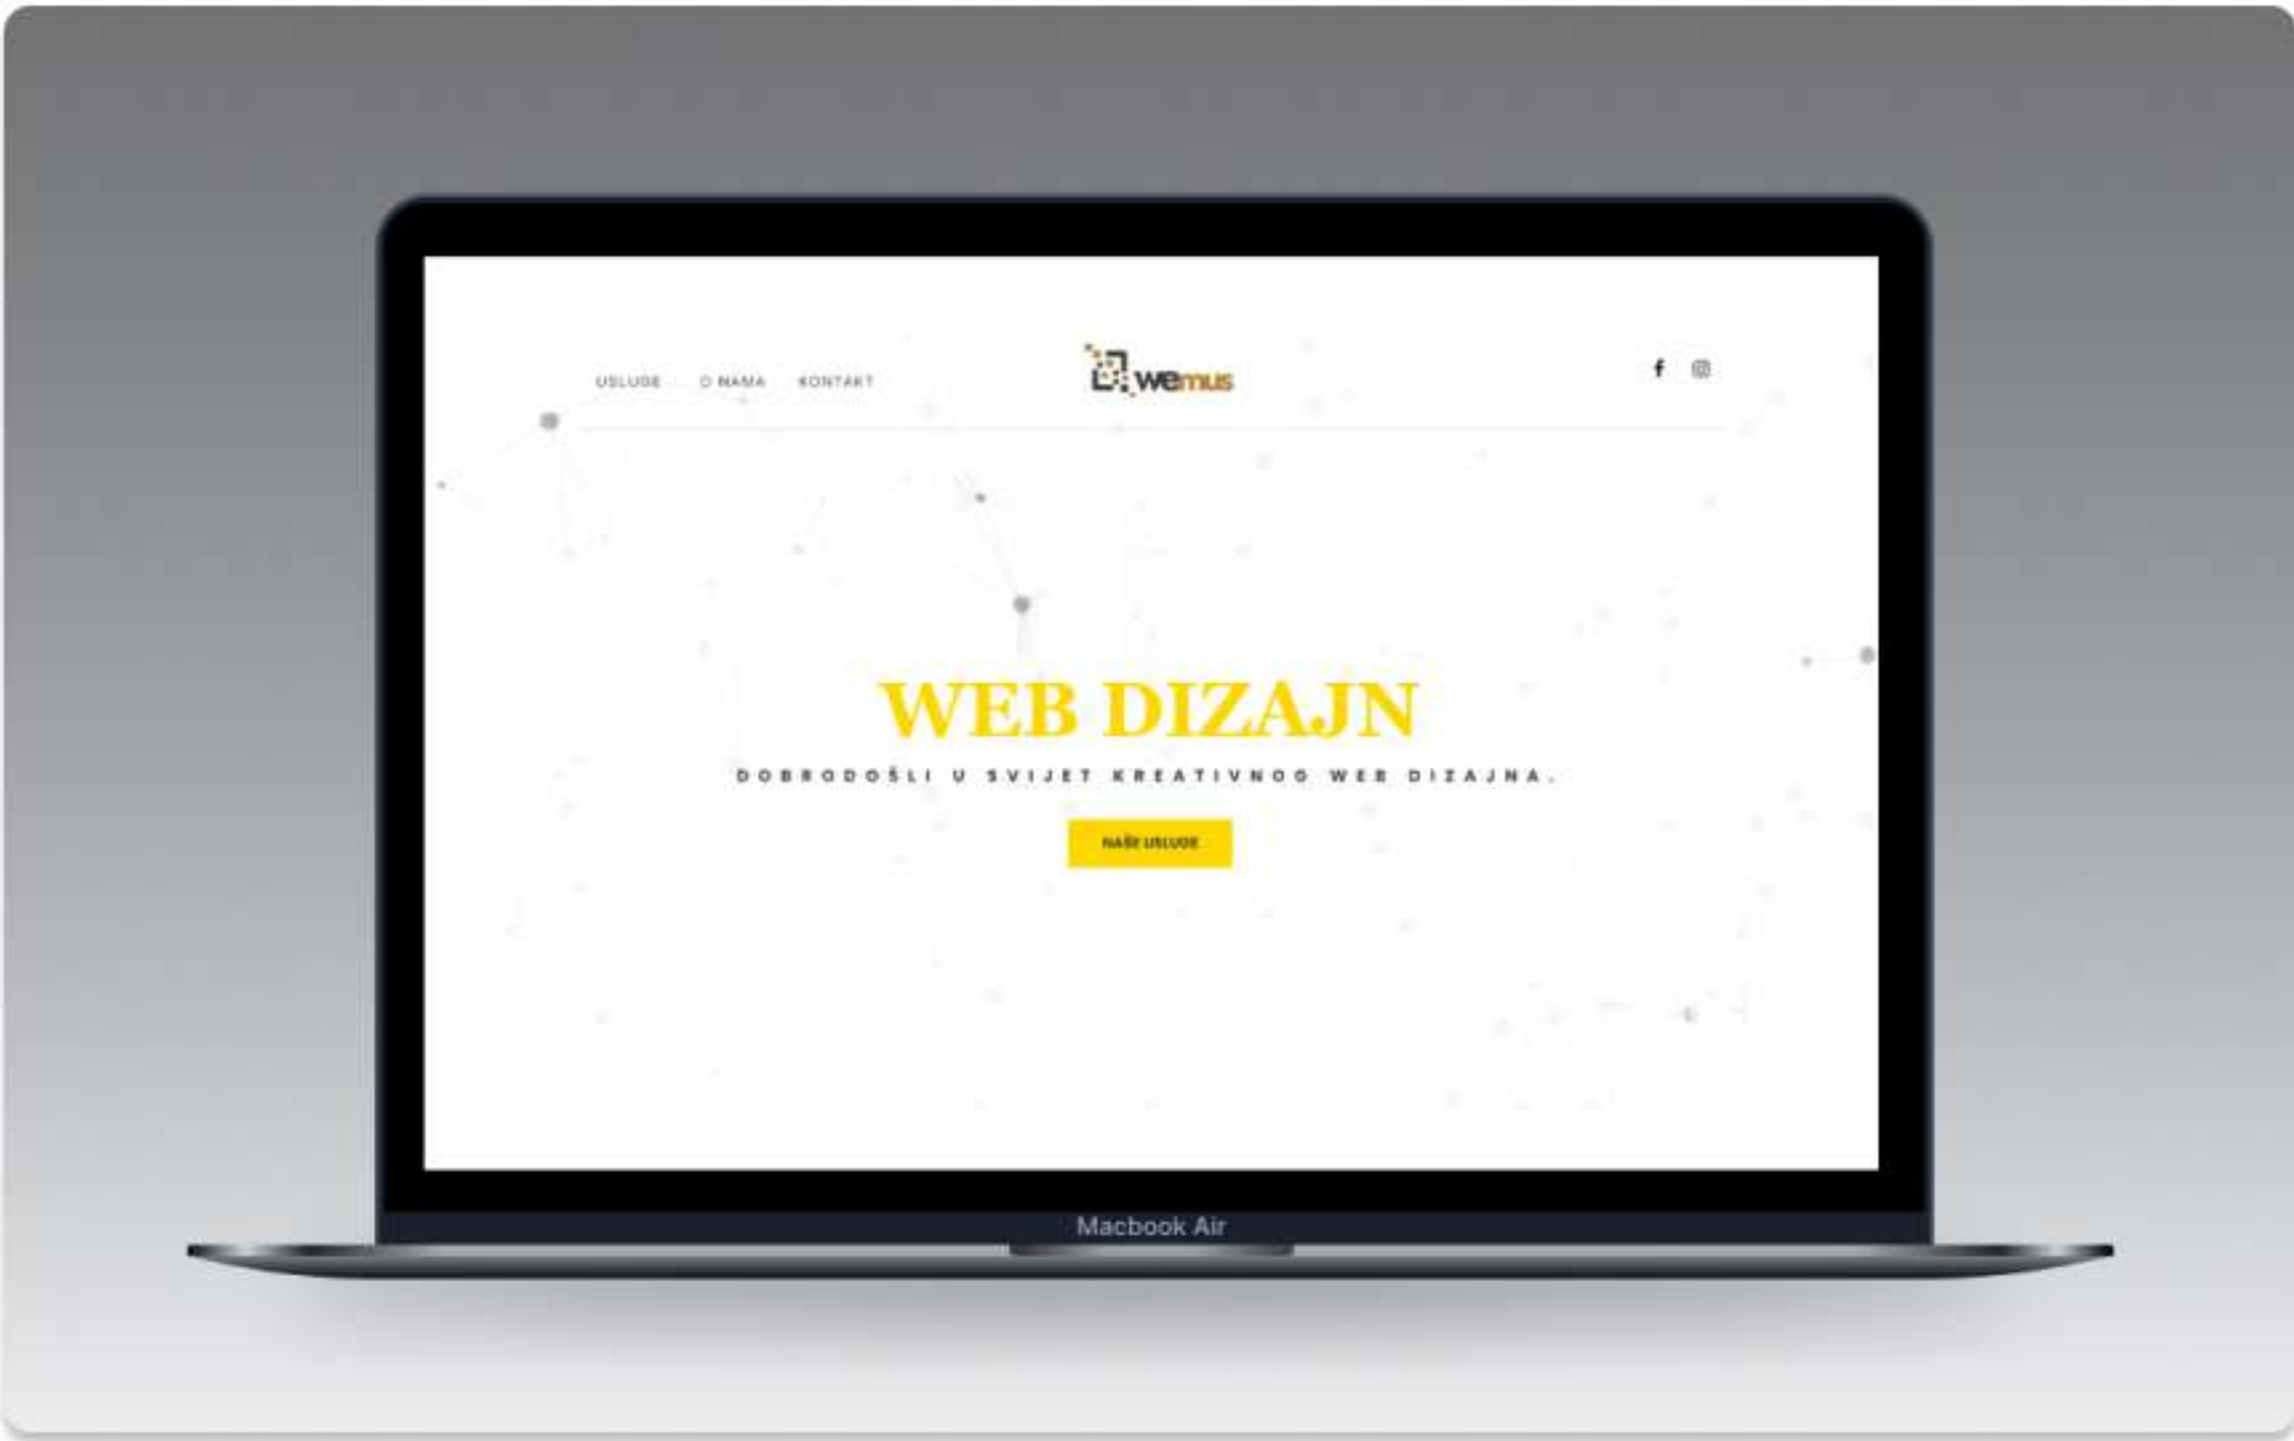 USLUGE O NAMA KONTAKT
wemus
WEB DIZAJN
DOBRODOŠLI U SVIJET KREATIVNOG WEB DIZAJNA.
NAŠE USLUGE
Macbook Air